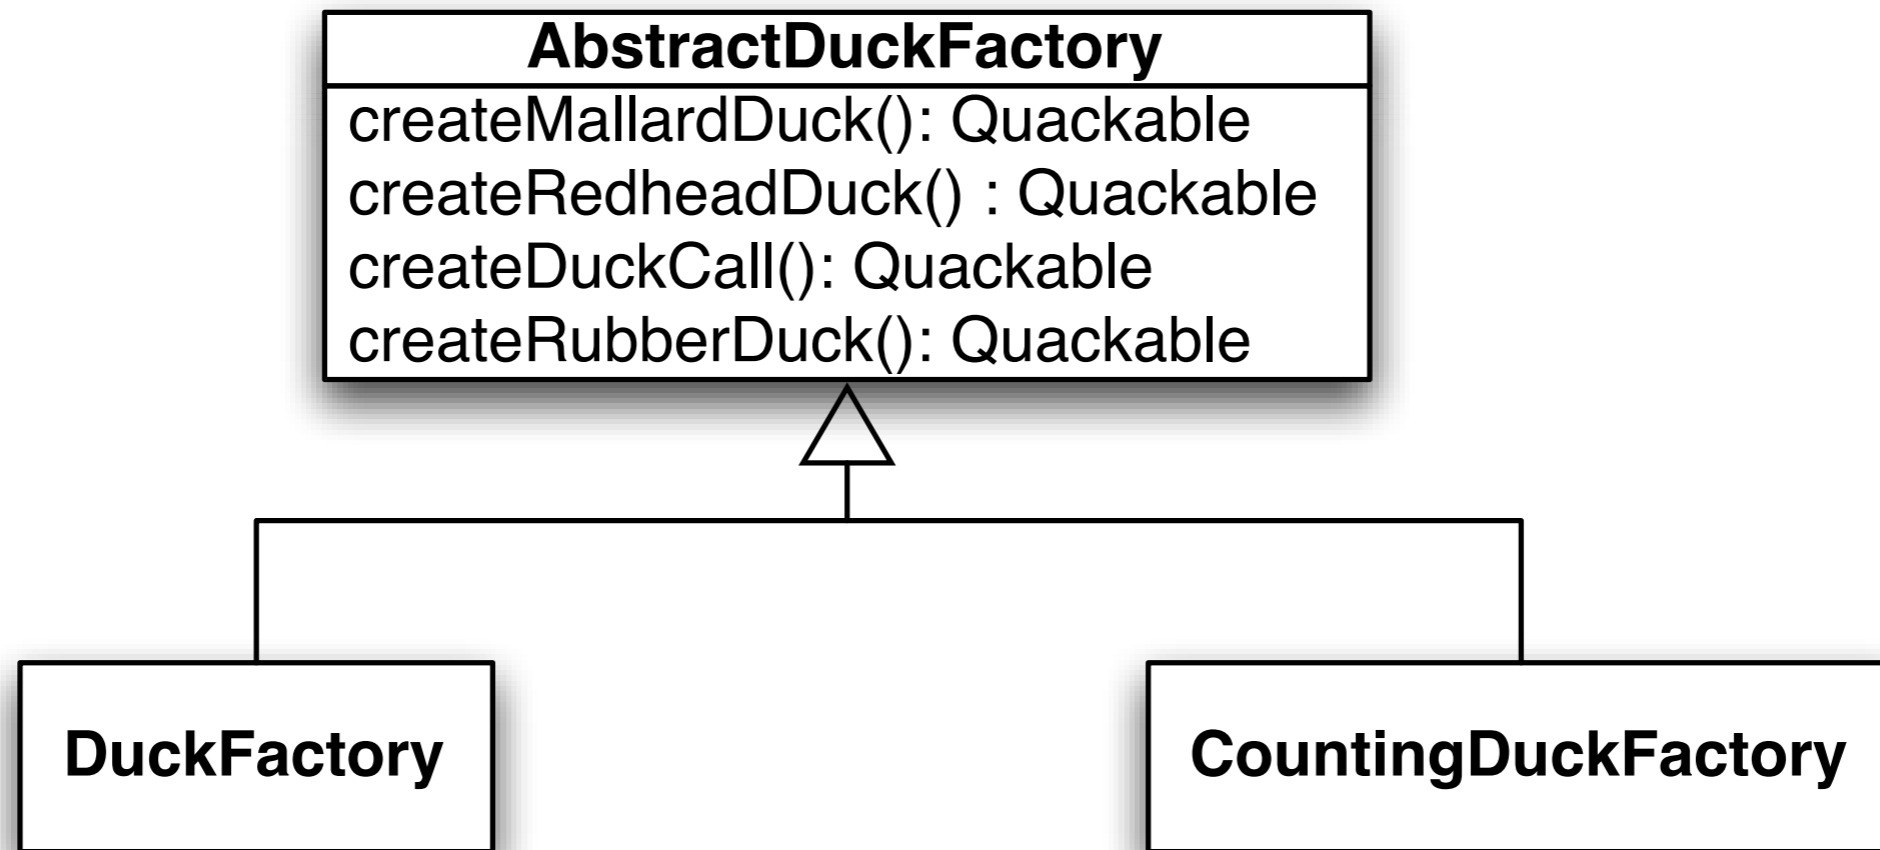 AbstractDuckFactory
createMallardDuck(): Quackable
createRedheadDuck() : Quackable
createDuckCall(): Quackable
createRubberDuck(): Quackable
DuckFactory
CountingDuckFactory